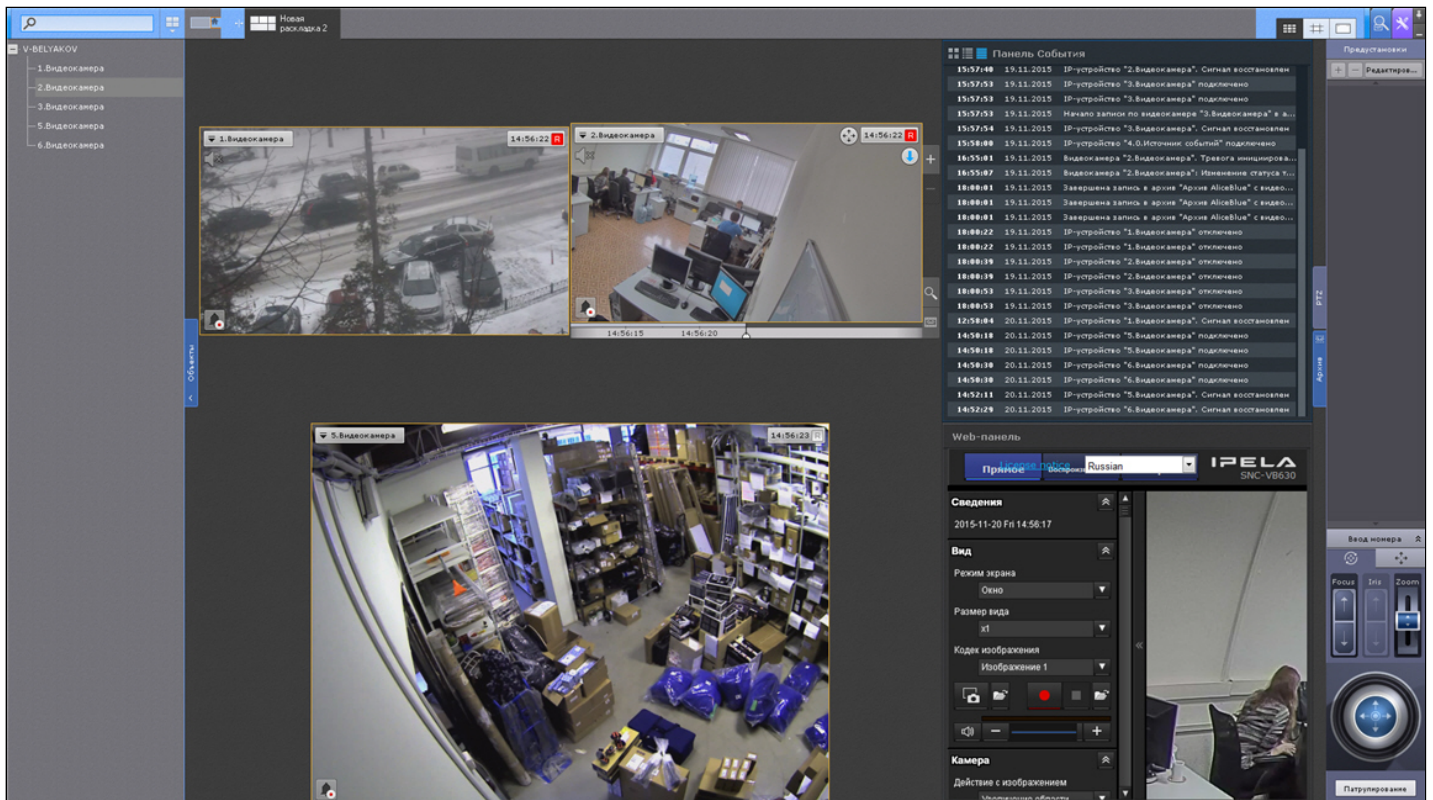 Новая
раскладка 2
V-BELYAKOV
1.Видеокамера
2.Видеокамера
3.Видеокамера
5.Видеокамера
6.Видеокамера
Объекты
1.Видеокамера
14:56:22 R
2.Видеокамера
14:56:22 R
14:56:15 14:56:20
5.Видеокамера
14:56:23 R
Панель События
15:57:40 19.11.2015 IP-устройство "2.Видеокамера". Сигнал восстановлен
15:57:53 19.11.2015 IP-устройство "3.Видеокамера" подключено
15:57:53 19.11.2015 IP-устройство "3.Видеокамера" подключено
15:57:53 19.11.2015 Начало записи по видеокамере "3.Видеокамера" в а...
15:57:54 19.11.2015 IP-устройство "3.Видеокамера". Сигнал восстановлен
15:58:00 19.11.2015 IP-устройство "4.0.Источник событий" подключено
16:55:01 19.11.2015 Видеокамера "2.Видеокамера". Тревога иницииров­а...
16:55:07 19.11.2015 Видеокамера "2.Видеокамера": Изменение статуса т...
18:00:01 19.11.2015 Завершена запись в архив "Архив AliceBlue" с видео...
18:00:01 19.11.2015 Завершена запись в архив "Архив AliceBlue" с видео...
18:00:01 19.11.2015 Завершена запись в архив "Архив AliceBlue" с видео...
18:00:22 19.11.2015 IP-устройство "1.Видеокамера" отключено
18:00:22 19.11.2015 IP-устройство "1.Видеокамера" отключено
18:00:39 19.11.2015 IP-устройство "2.Видеокамера" отключено
18:00:39 19.11.2015 IP-устройство "2.Видеокамера" отключено
18:00:53 19.11.2015 IP-устройство "3.Видеокамера" отключено
18:00:53 19.11.2015 IP-устройство "3.Видеокамера" отключено
12:58:04 20.11.2015 IP-устройство "1.Видеокамера". Сигнал восстановлен
14:50:18 20.11.2015 IP-устройство "5.Видеокамера" подключено
14:50:18 20.11.2015 IP-устройство "5.Видеокамера" подключено
14:50:30 20.11.2015 IP-устройство "6.Видеокамера" подключено
14:50:30 20.11.2015 IP-устройство "6.Видеокамера" подключено
14:52:11 20.11.2015 IP-устройство "5.Видеокамера". Сигнал восстановлен
14:52:29 20.11.2015 IP-устройство "6.Видеокамера". Сигнал восстановлен
Web-панель
Прямое
License notice
Russian
IPELA
SNC-VB630
Сведения
2015-11-20 Fri 14:56:17
Вид
Режим экрана
Окно
Размер вида
x1
Кодек изображения
Изображение 1
Камера
Действие с изображением
PTZ
Архив
Предустановки
Редактиров...
Ввод номера
Focus Iris Zoom
Патрулирование